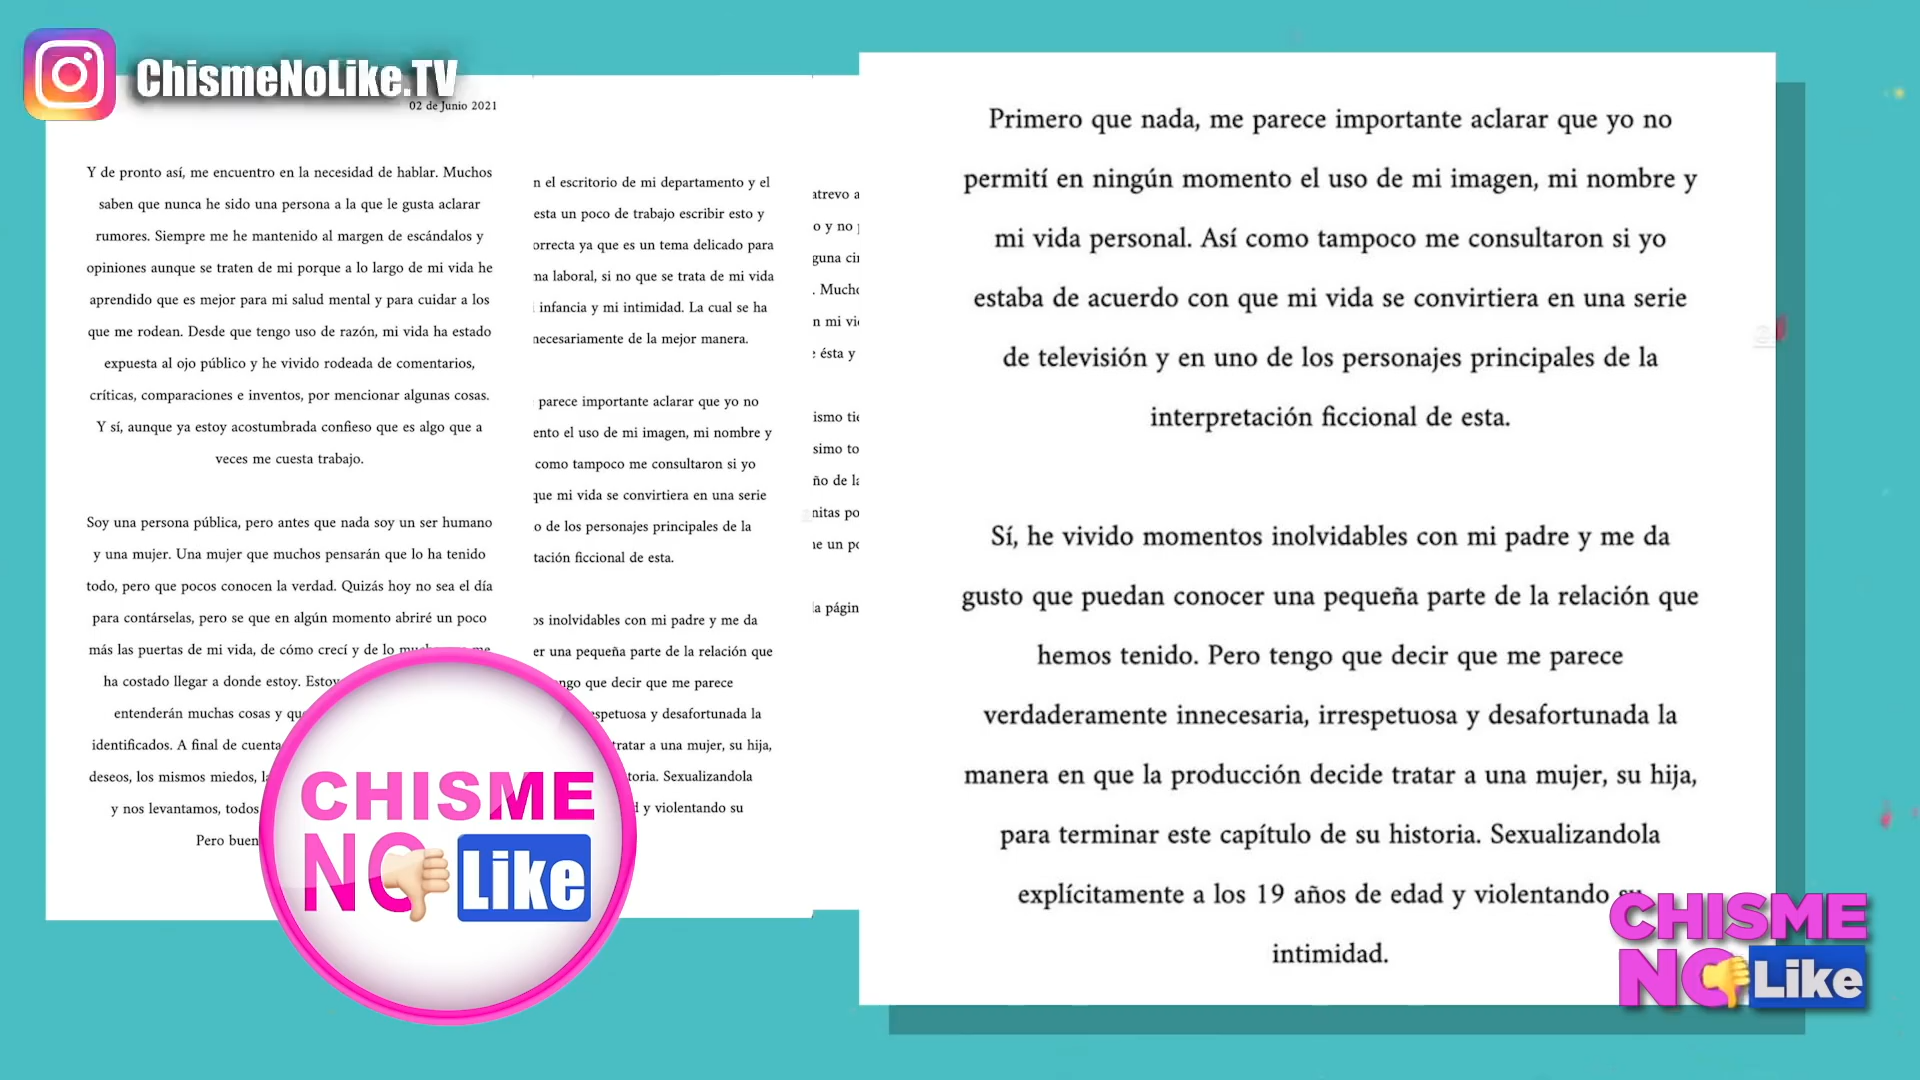 ChismeNoLike.TV
02 de Junio 2021
Y de pronto así, me encuentro en la necesidad de hablar. Muchos
saben que nunca he sido una persona a la que le gusta aclarar
rumores. Siempre me he mantenido al margen de escándalos y
opiniones aunque se traten de mi porque a lo largo de mi vida he
aprendido que es mejor para mi salud mental y para cuidar a los
que me rodean. Desde que tengo uso de razón, mi vida ha estado
expuesta al ojo público y he vivido rodeada de comentarios,
críticas, comparaciones e inventos, por mencionar algunas cosas.
Y sí, aunque ya estoy acostumbrada confieso que es algo que a
veces me cuesta trabajo.
Soy una persona pública, pero antes que nada soy un ser humano
y una mujer. Una mujer que muchos pensarán que lo ha tenido
todo, pero que pocos conocen la verdad. Quizás hoy no sea el día
para contárselas, pero se que en algún momento abriré un poco
más las puertas de mi vida, de cómo crecí y de lo
ha costado llegar a donde estoy. Estoy
entenderán muchas cosas y
identificados. A final de
deseos, los mismos miedos,
y nos levantamos, todos
Pero
el escritorio de mi departamento y el
un poco de trabajo escribir esto y
ya que es un tema delicado para
laboral, si no que se trata de mi vida
infancia y mi intimidad. La cual se ha
necesariamente de la mejor manera.
parece importante aclarar que yo no
el uso de mi imagen, mi nombre y
como tampoco me consultaron si yo
que mi vida se convirtiera en una serie
o de los personajes principales de la
ficcional de esta.
inolvidables con mi padre y me da
una pequeña parte de la relación que
que decir que me parece
y desafortunada la
tratar a una mujer, su hija,
Sexualizandola
y violentando su
atrevo a
o y no
Much
ésta y
la págin
Primero que nada, me parece importante aclarar que yo no
permití en ningún momento el uso de mi imagen, mi nombre y
mi vida personal. Así como tampoco me consultaron si yo
estaba de acuerdo con que mi vida se convirtiera en una serie
de televisión y en uno de los personajes principales de la
interpretación ficcional de esta.
Sí, he vivido momentos inolvidables con mi padre y me da
gusto que puedan conocer una pequeña parte de la relación que
hemos tenido. Pero tengo que decir que me parece
verdaderamente innecesaria, irrespetuosa y desafortunada la
manera en que la producción decide tratar a una mujer, su hija,
para terminar este capítulo de su historia. Sexualizandola
explícitamente a los 19 años de edad y violentando su
intimidad.
CHISME
NO Like
CHISME
NO Like